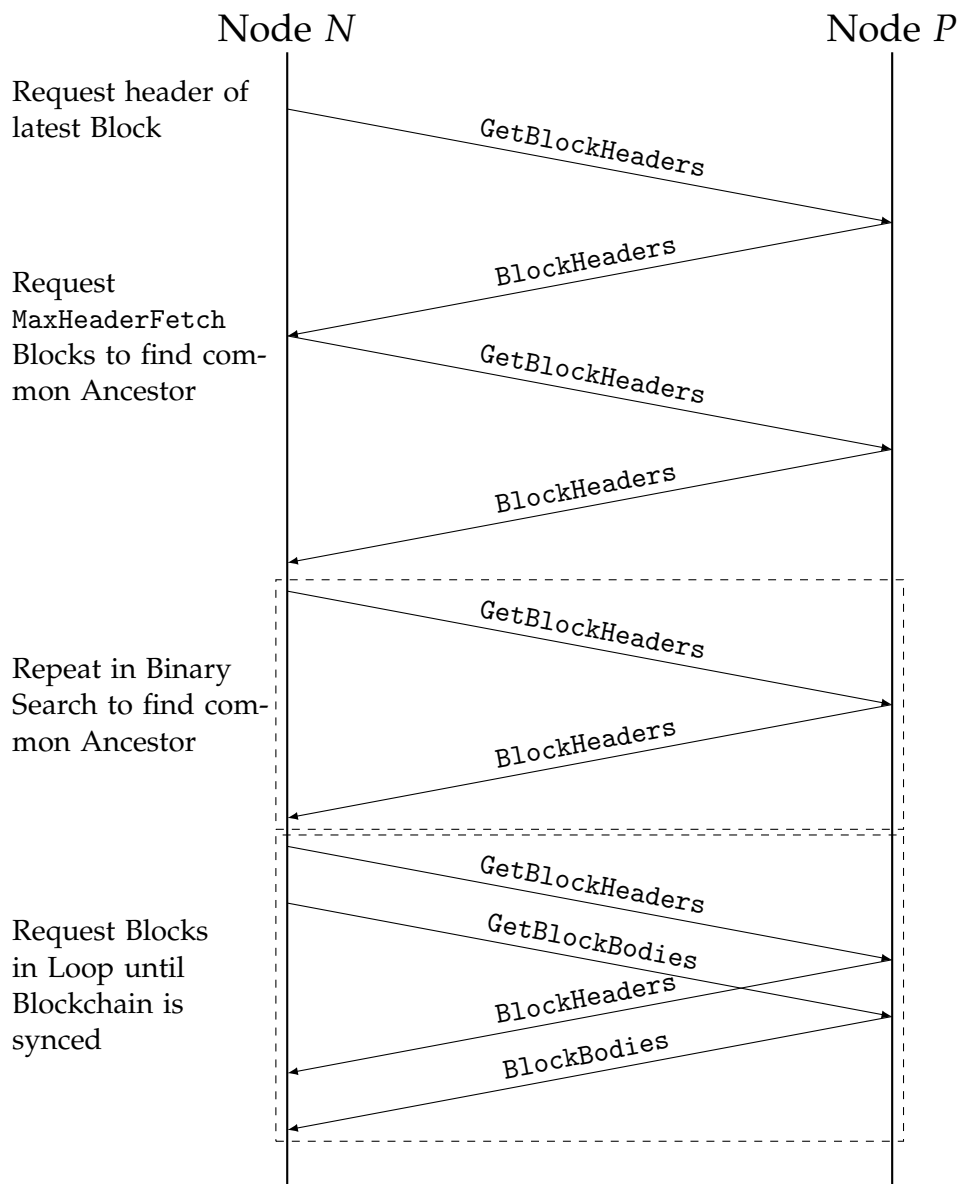 Node N
Node P
Request header of
latest Block
GetBlockHeaders
BlockHeaders
Request
MaxHeaderFetch
Blocks to find com-
mon Ancestor
GetBlockHeaders
BlockHeaders
Repeat in Binary
Search to find com-
mon Ancestor
GetBlockHeaders
BlockHeaders
Request Blocks
in Loop until
Blockchain is
synced
GetBlockHeaders
GetBlockBodies
BlockHeaders
BlockBodies